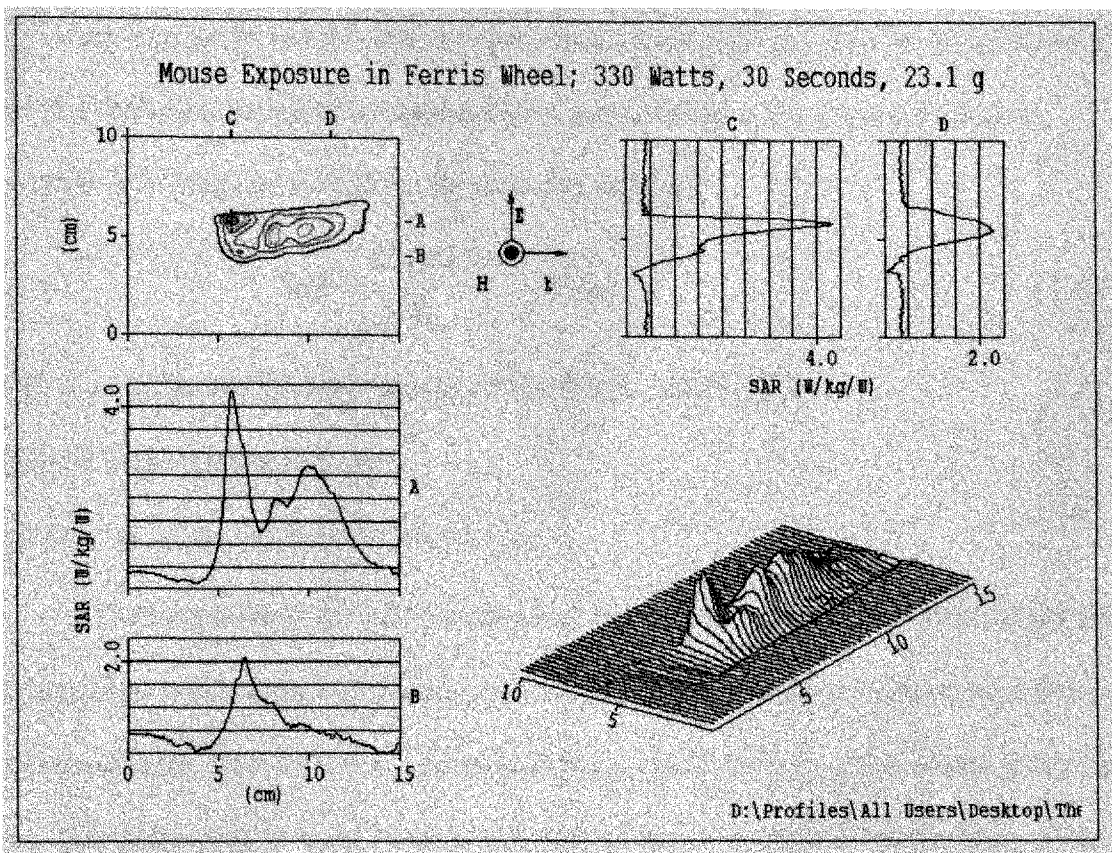 Mouse Exposure in Ferris Wheel; 330 Watts, 30 Seconds, 23.1 g
C D
10
5
0
(cm)
-A
-B
E
H k
C D
4.0 2.0
SAR (W/kg/W)
4.0
A
SAR (W/kg/W)
2.0
B
0 5 10 15
(cm)
10 5 5 10 15
D:\Profiles\All Users\Desktop\The